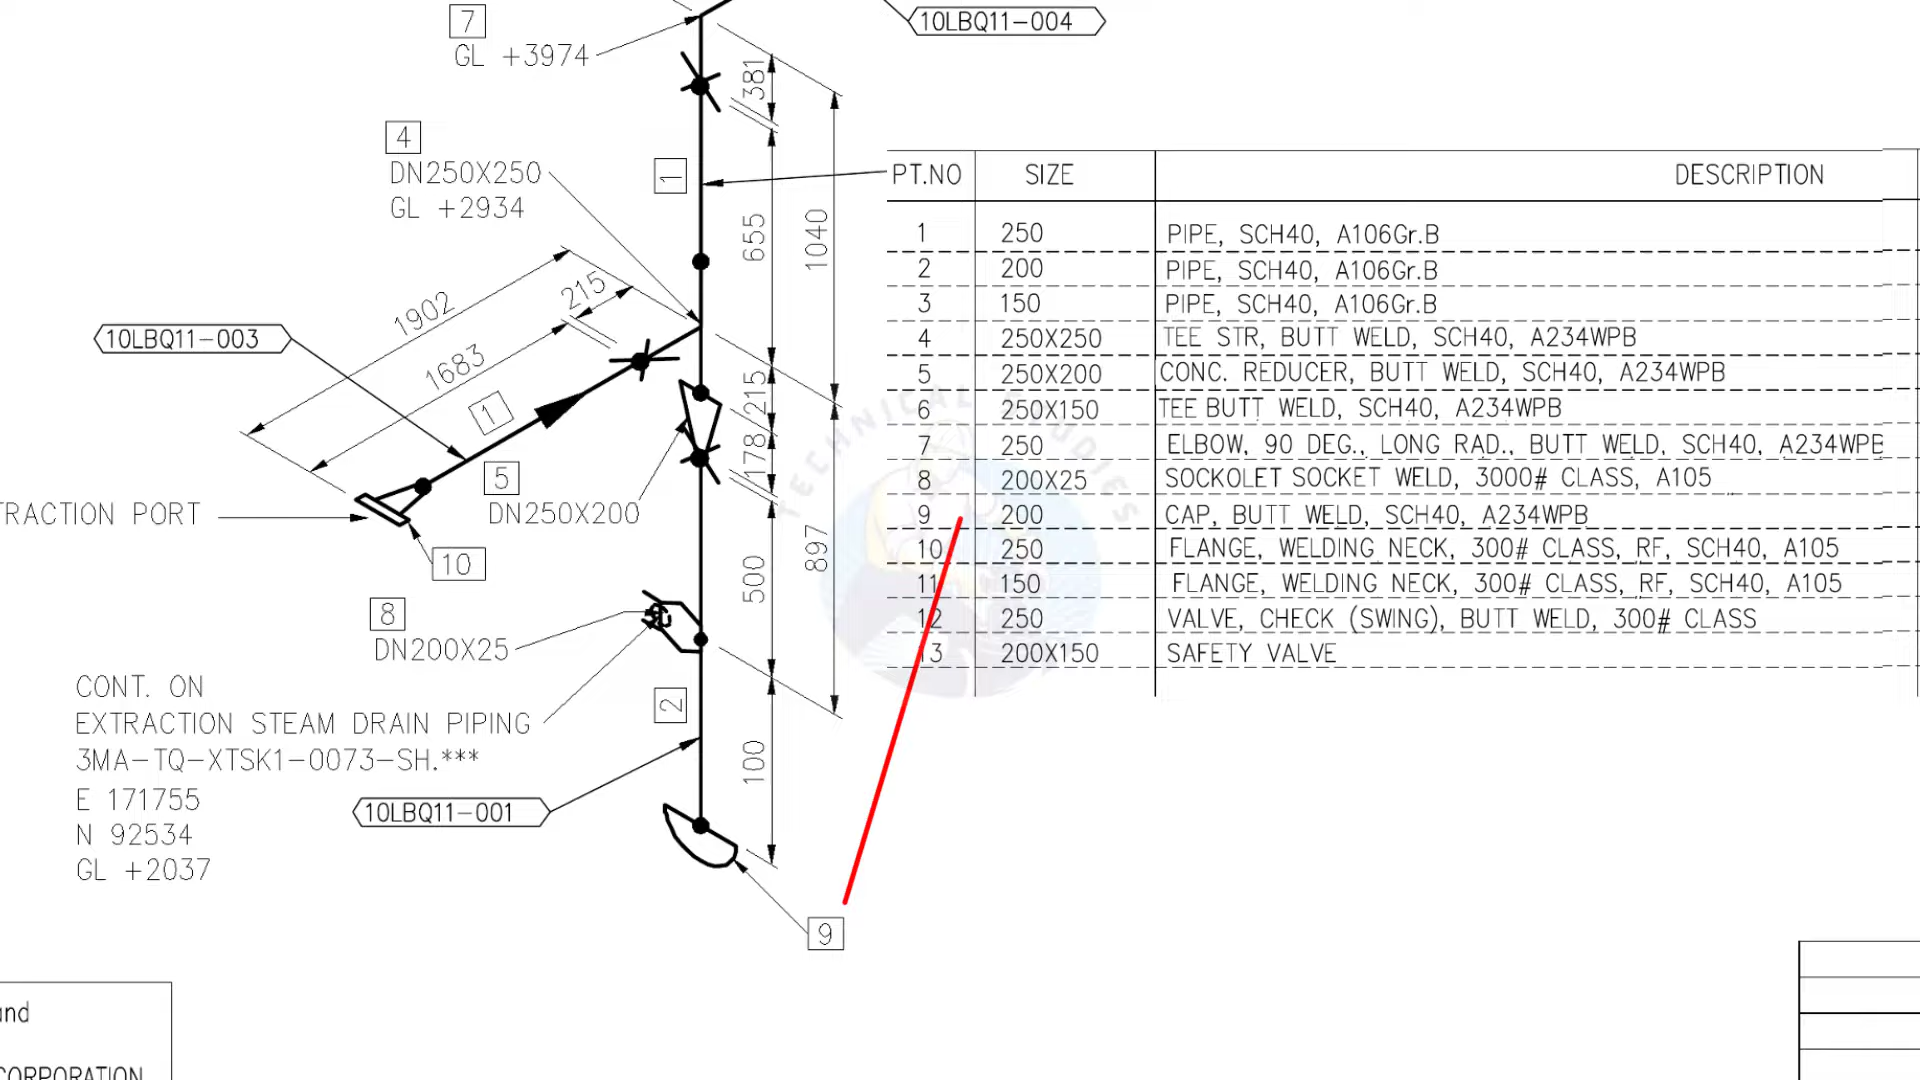 7
GL +3974
10LBQ11-004
381
4
DN250X250
GL +2934
1
655
1040
215
1902
1683
10LBQ11-003
1
215
178
5
DN250X200
TRACTION PORT
10
897
500
8
DN200X25
CONT. ON
EXTRACTION STEAM DRAIN PIPING
3MA-TQ-XTSK1-0073-SH.***
E 171755
N 92534
GL +2037
2
100
10LBQ11-001
9
PT.NO SIZE DESCRIPTION
1 250 PIPE, SCH40, A106Gr.B
2 200 PIPE, SCH40, A106Gr.B
3 150 PIPE, SCH40, A106Gr.B
4 250X250 TEE STR, BUTT WELD, SCH40, A234WPB
5 250X200 CONC. REDUCER, BUTT WELD, SCH40, A234WPB
6 250X150 TEE BUTT WELD, SCH40, A234WPB
7 250 ELBOW, 90 DEG., LONG RAD., BUTT WELD, SCH40, A234WPB
8 200X25 SOCKOLET SOCKET WELD, 3000# CLASS, A105
9 200 CAP, BUTT WELD, SCH40, A234WPB
10 250 FLANGE, WELDING NECK, 300# CLASS, RF, SCH40, A105
11 150 FLANGE, WELDING NECK, 300# CLASS, RF, SCH40, A105
12 250 VALVE, CHECK (SWING), BUTT WELD, 300# CLASS
13 200X150 SAFETY VALVE
TECHNICAL STUDIES
and
CORPORATION